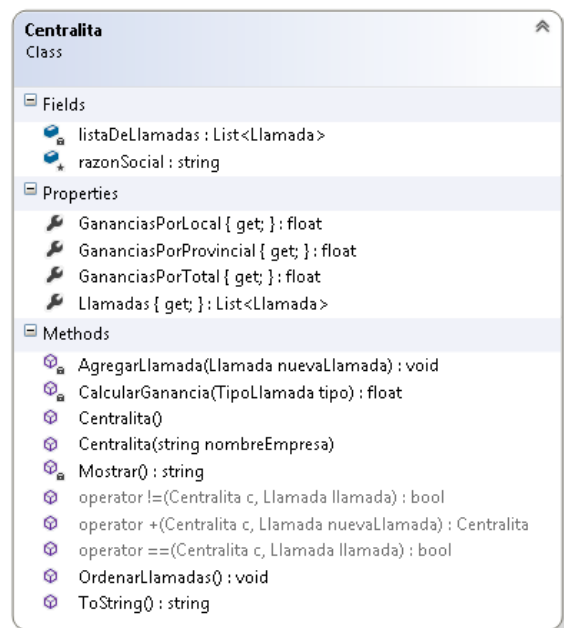 Centralita
Class
Fields
listaDeLlamadas : List<Llamada>
razonSocial : string
Properties
GananciasPorLocal { get; } : float
GananciasPorProvincial { get; } : float
GananciasPorTotal { get; } : float
Llamadas { get; } : List<Llamada>
Methods
AgregarLlamada(Llamada nuevaLlamada) : void
CalcularGanancia(TipoLlamada tipo) : float
Centralita()
Centralita(string nombreEmpresa)
Mostrar() : string
operator !=(Centralita c, Llamada llamada) : bool
operator +(Centralita c, Llamada nuevaLlamada) : Centralita
operator ==(Centralita c, Llamada llamada) : bool
OrdenarLlamadas() : void
ToString() : string